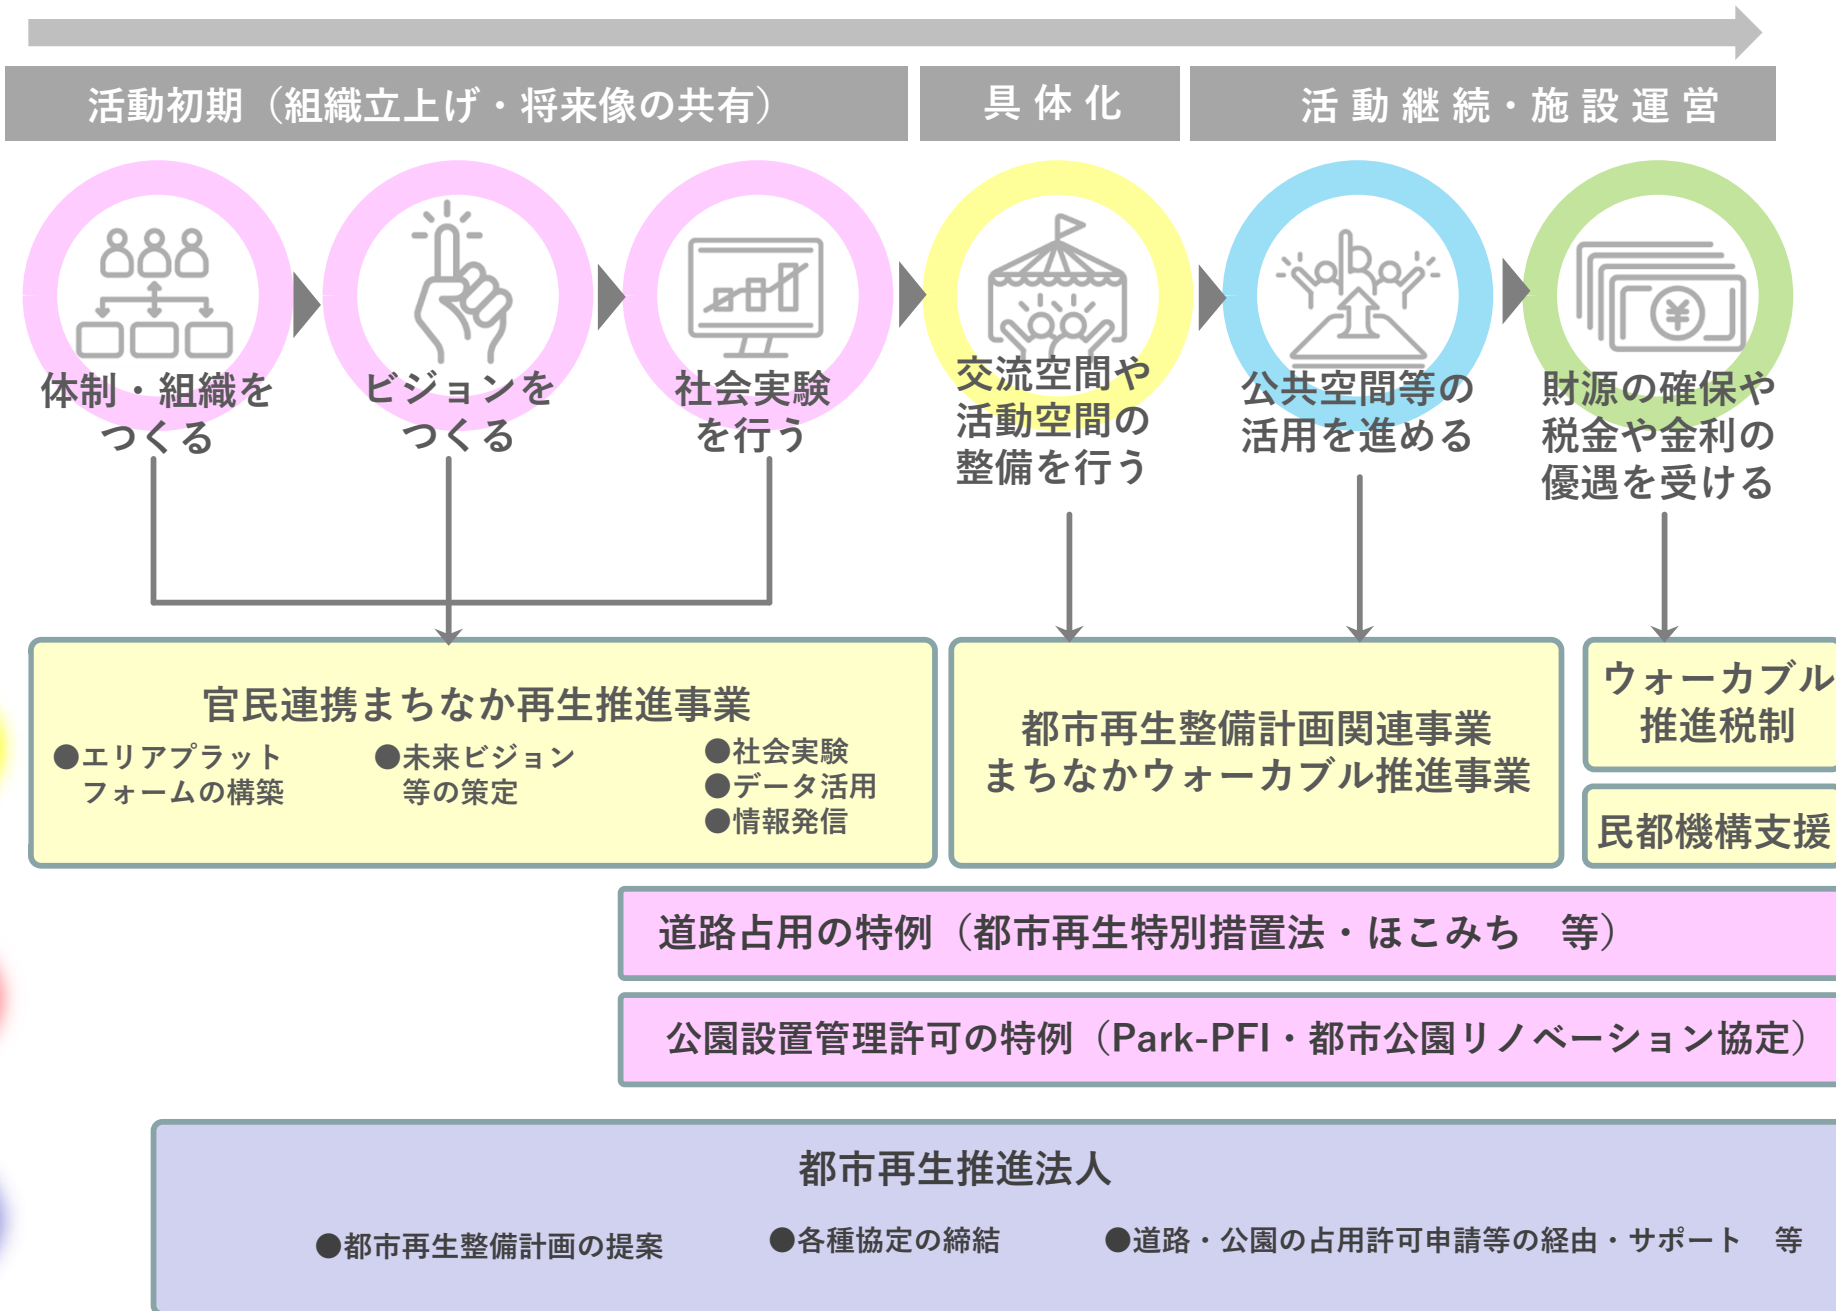 活動初期（組織立上げ・将来像の共有）
具体化
活動継続・施設運営
体制・組織を
つくる
ビジョンを
つくる
社会実験
を行う
交流空間や
活動空間の
整備を行う
公共空間等の
活用を進める
¥
財源の確保や
税金や金利の
優遇を受ける
官民連携まちなか再生推進事業
●エリアプラット
フォームの構築
●未来ビジョン
等の策定
●社会実験
●データ活用
●情報発信
都市再生整備計画関連事業
まちなかウォーカブル推進事業
ウォーカブル
推進税制
民都機構支援
道路占用の特例（都市再生特別措置法・ほこみち　等）
公園設置管理許可の特例（Park-PFI・都市公園リノベーション協定）
都市再生推進法人
●都市再生整備計画の提案
●各種協定の締結
●道路・公園の占用許可申請等の経由・サポート　等